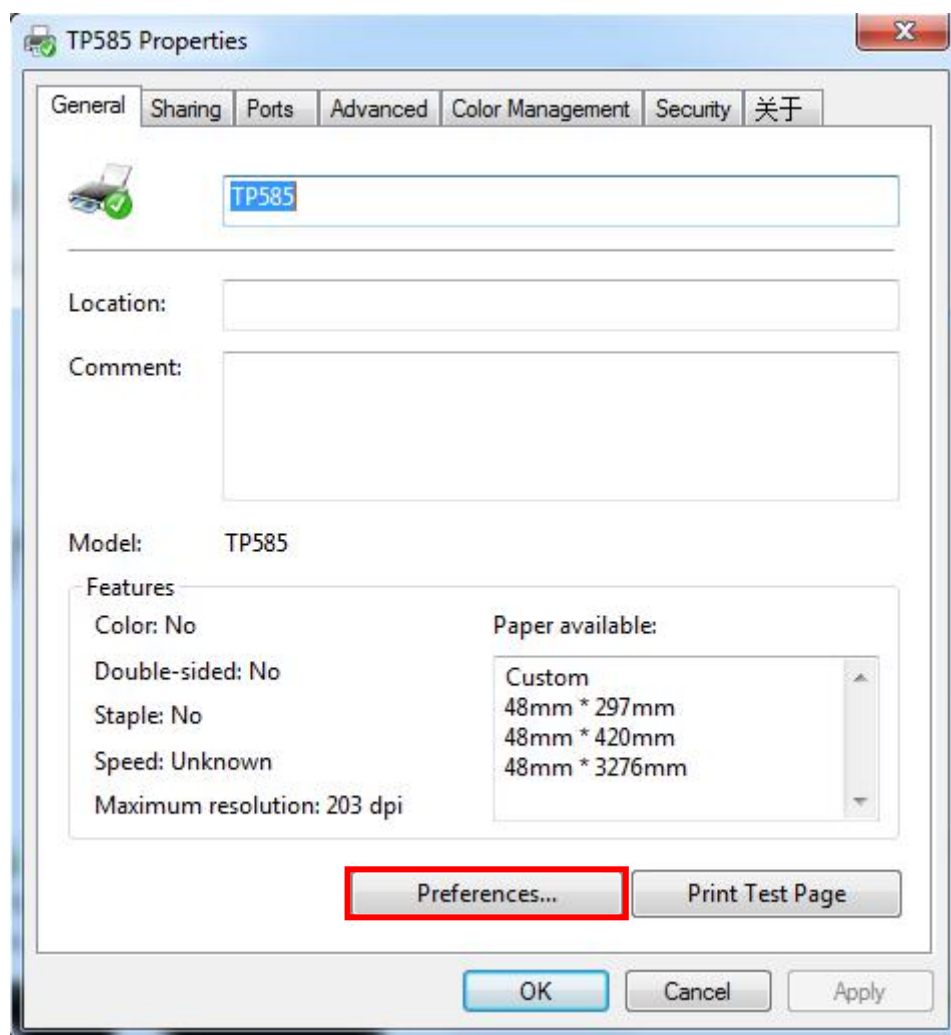 TP585 Properties
General Sharing Ports Advanced Color Management Security 关于
TP585
Location:
Comment:
Model: TP585
Features
Color: No
Double-sided: No
Staple: No
Speed: Unknown
Maximum resolution: 203 dpi
Paper available:
Custom
48mm * 297mm
48mm * 420mm
48mm * 3276mm
Preferences... Print Test Page
OK Cancel Apply